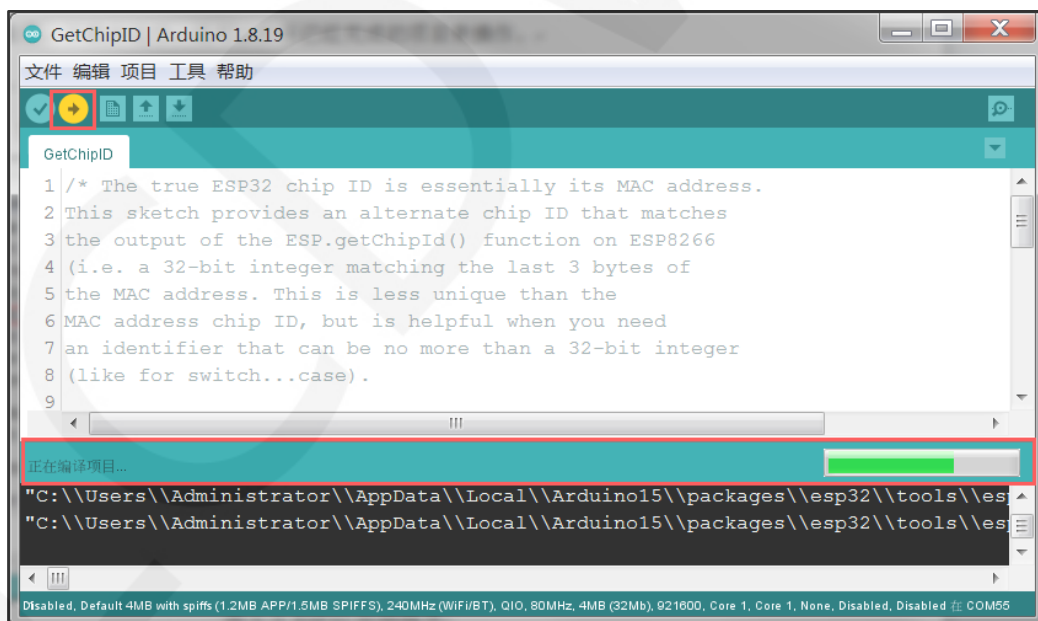 GetChipID | Arduino 1.8.19
文件 编辑 项目 工具 帮助
GetChipID
1 /* The true ESP32 chip ID is essentially its MAC address.
2 This sketch provides an alternate chip ID that matches
3 the output of the ESP.getChipId() function on ESP8266
4 (i.e. a 32-bit integer matching the last 3 bytes of
5 the MAC address. This is less unique than the
6 MAC address chip ID, but is helpful when you need
7 an identifier that can be no more than a 32-bit integer
8 (like for switch...case).
9
正在编译项目...
"C:\\Users\\Administrator\\AppData\\Local\\Arduino15\\packages\\esp32\\tools\\es
"C:\\Users\\Administrator\\AppData\\Local\\Arduino15\\packages\\esp32\\tools\\es
Disabled, Default 4MB with spiffs (1.2MB APP/1.5MB SPIFFS), 240MHz (WiFi/BT), QIO, 80MHz, 4MB (32Mb), 921600, Core 1, Core 1, None, Disabled, Disabled 在 COM55